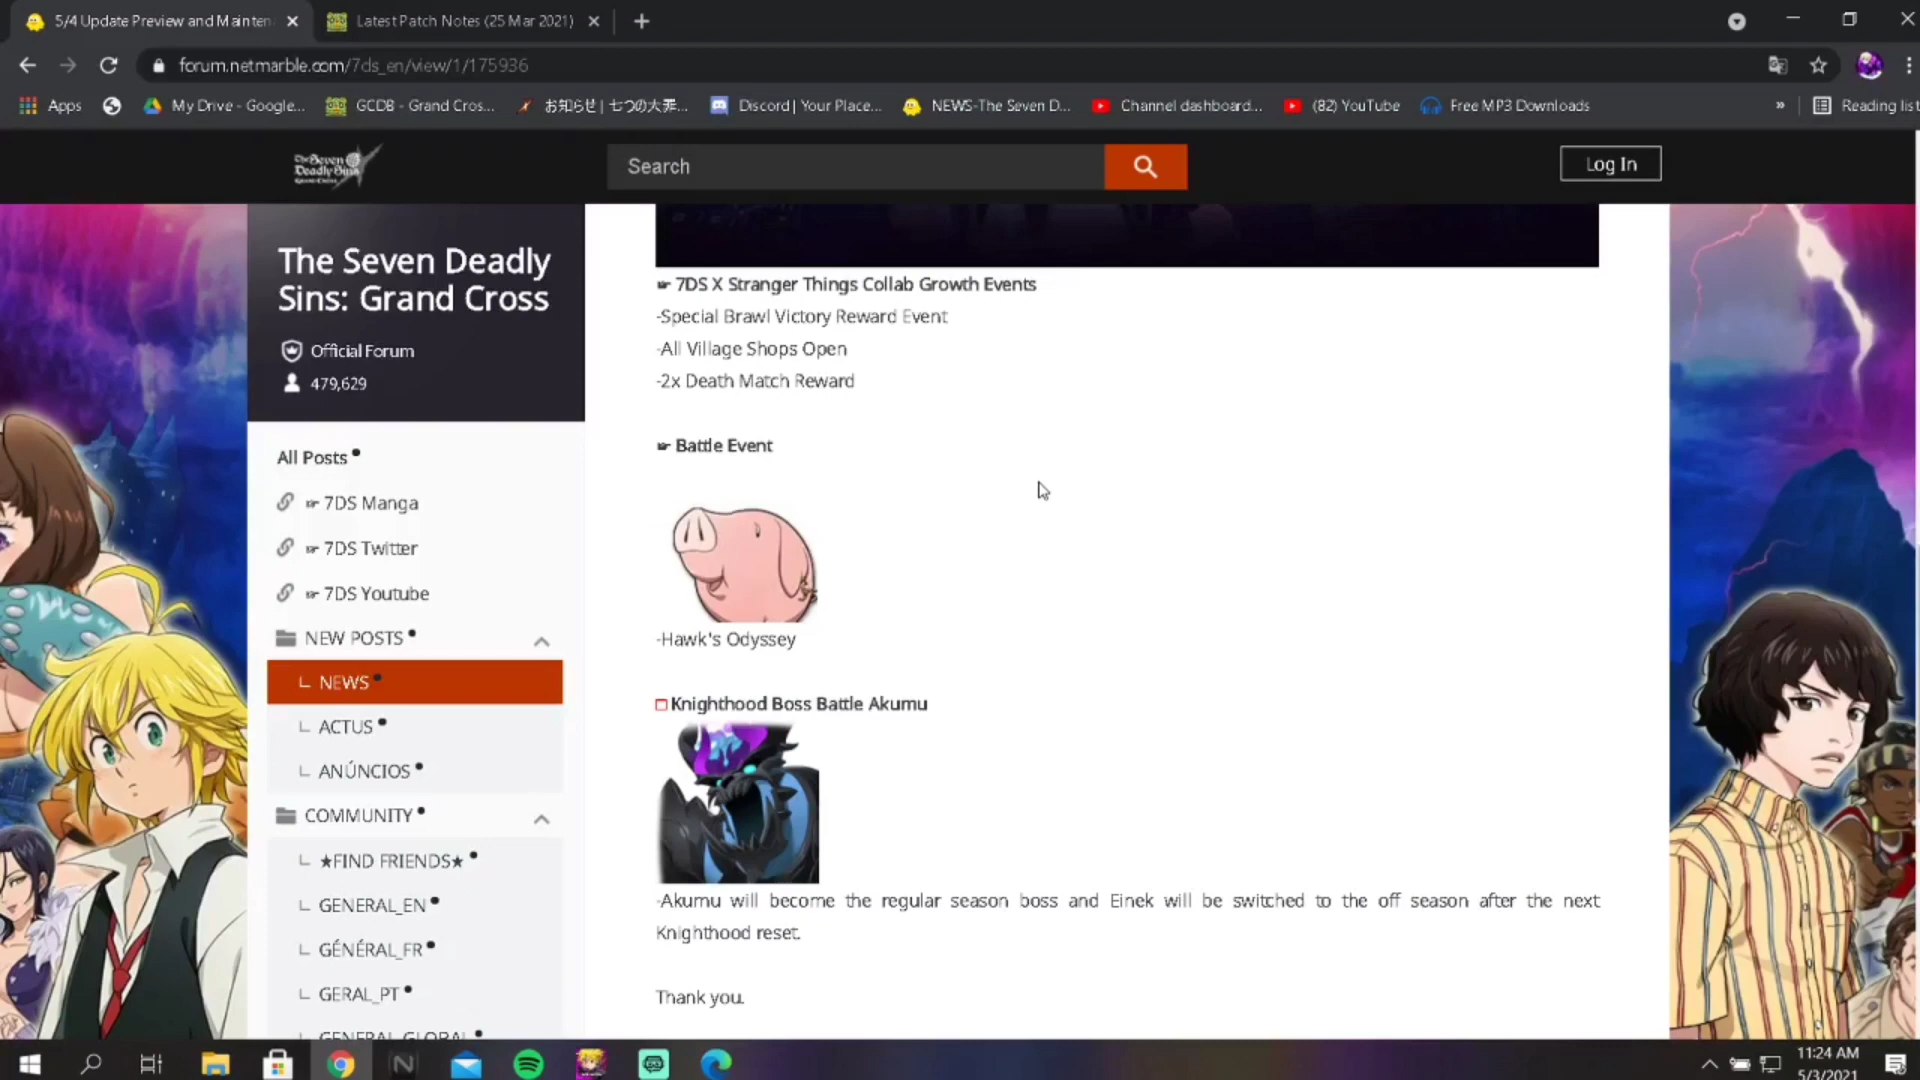 5/4 Update Preview and Mainten
Latest Patch Notes (25 Mar 2021)
forum.netmarble.com/7ds_en/view/1/175936
Apps
My Drive - Google...
GCDB - Grand Cros...
お知らせ | 七つの大罪...
Discord | Your Place...
NEWS-The Seven D...
Channel dashboard...
(82) YouTube
Free MP3 Downloads
»
Reading list
The Seven Deadly Sins
GRAND CROSS
Search
Log In
The Seven Deadly
Sins: Grand Cross
Official Forum
479,629
All Posts
☞ 7DS Manga
☞ 7DS Twitter
☞ 7DS Youtube
NEW POSTS
NEWS
ACTUS
ANÚNCIOS
COMMUNITY
★FIND FRIENDS★
GENERAL_EN
GÉNÉRAL_FR
GERAL_PT
GENERAL_GLOBAL
☞ 7DS X Stranger Things Collab Growth Events
-Special Brawl Victory Reward Event
-All Village Shops Open
-2x Death Match Reward
☞ Battle Event
-Hawk's Odyssey
Knighthood Boss Battle Akumu
-Akumu will become the regular season boss and Einek will be switched to the off season after the next
Knighthood reset.
Thank you.
11:24 AM
5/3/2021